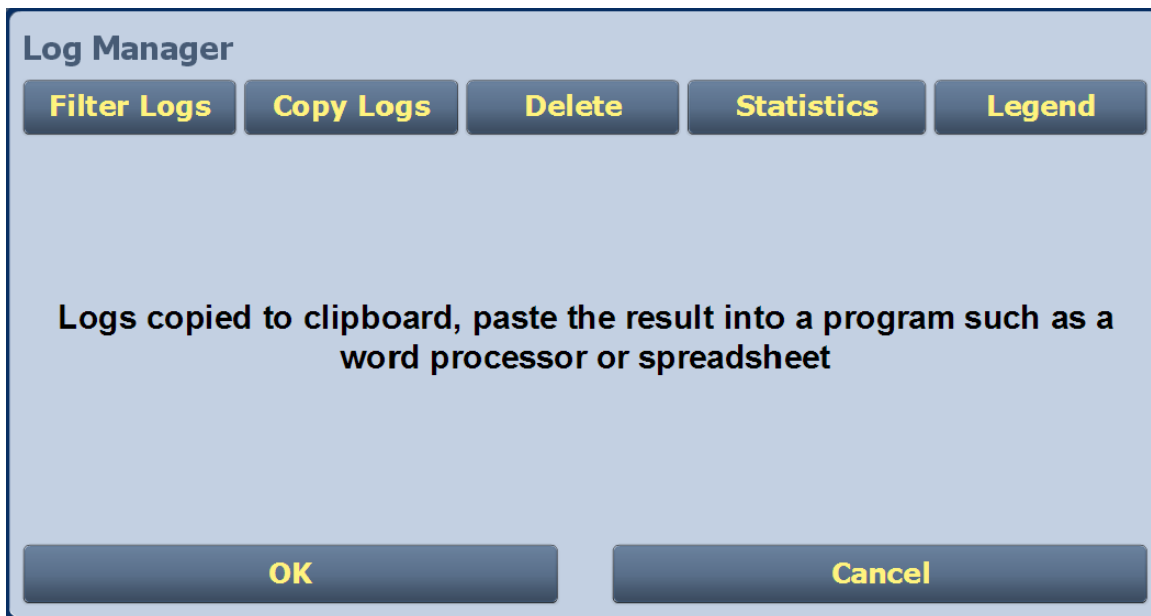 Log Manager
Filter Logs Copy Logs Delete Statistics Legend
Logs copied to clipboard, paste the result into a program such as a
word processor or spreadsheet
OK Cancel